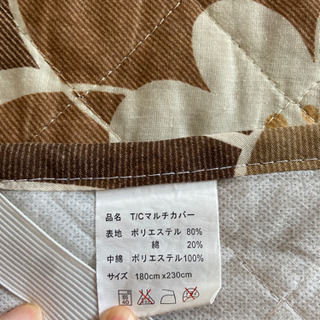 品名 T/Cマルチカバー
表地 ポリエステル 80%
綿 20%
中綿 ポリエステル100%
サイズ 180cm×230cm